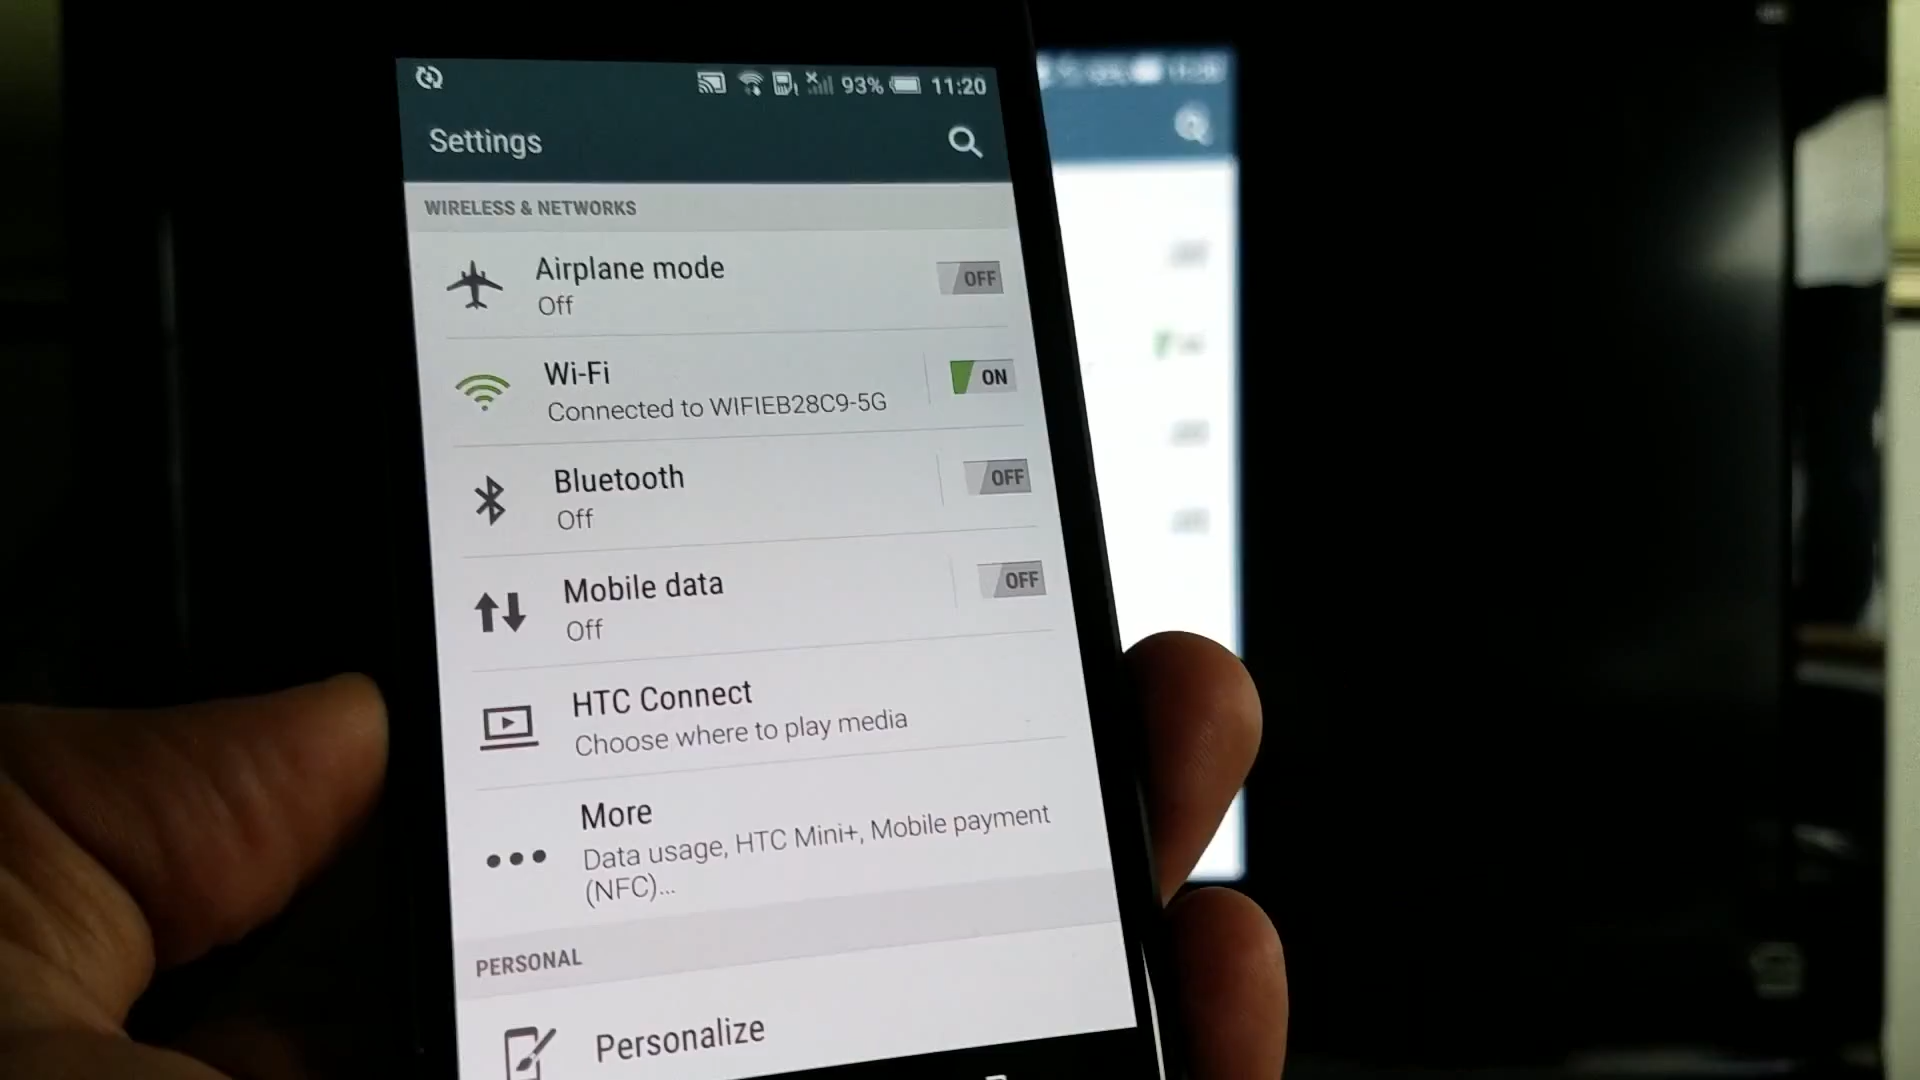 93% 11:20
Settings
WIRELESS & NETWORKS
Airplane mode
Off
OFF
Wi-Fi
Connected to WIFIEB28C9-5G
ON
Bluetooth
Off
OFF
Mobile data
Off
OFF
HTC Connect
Choose where to play media
More
Data usage, HTC Mini+, Mobile payment
(NFC)...
PERSONAL
Personalize